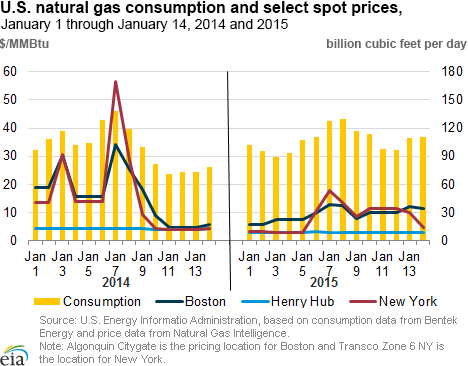 U.S. natural gas consumption and select spot prices,
January 1 through January 14, 2014 and 2015
$/MMBtu billion cubic feet per day
60 180
50 150
40 120
30 90
20 60
10 30
0 0
Jan Jan Jan Jan Jan Jan Jan Jan Jan Jan Jan Jan Jan Jan
1 3 5 7 9 11 13 1 3 5 7 9 11 13
2014 2015
Consumption Boston Henry Hub New York
Source: U.S. Energy Informatio Administration, based on consumption data from Bentek
Energy and price data from Natural Gas Intelligence.
Note: Algonquin Citygate is the pricing location for Boston and Transco Zone 6 NY is
the location for New York.
eia